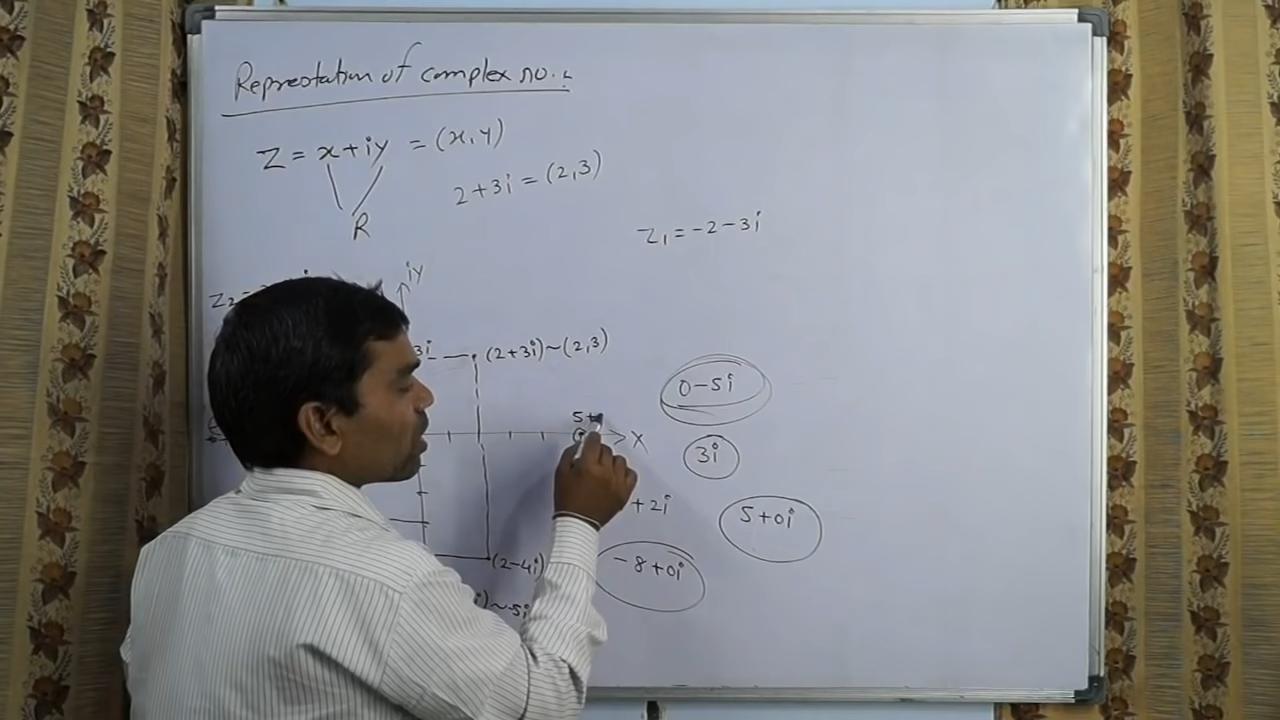 Represtation of complex no.:
Z = x+iy = (x,y)
R
2+3i = (2,3)
Z₁ = -2-3i
Z₂
iy
3i
(2+3i)~(2,3)
0-5i
5+
X
3i
+2i
5+0i
(2-4i)
-8+0i
~5i